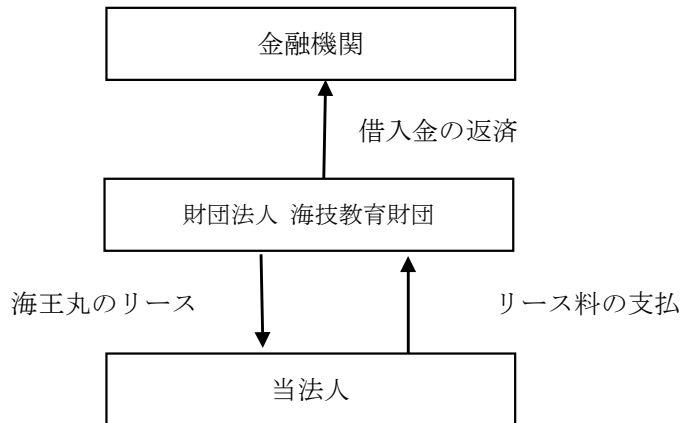 金融機関
借入金の返済
財団法人 海技教育財団
海王丸のリース
リース料の支払
当法人